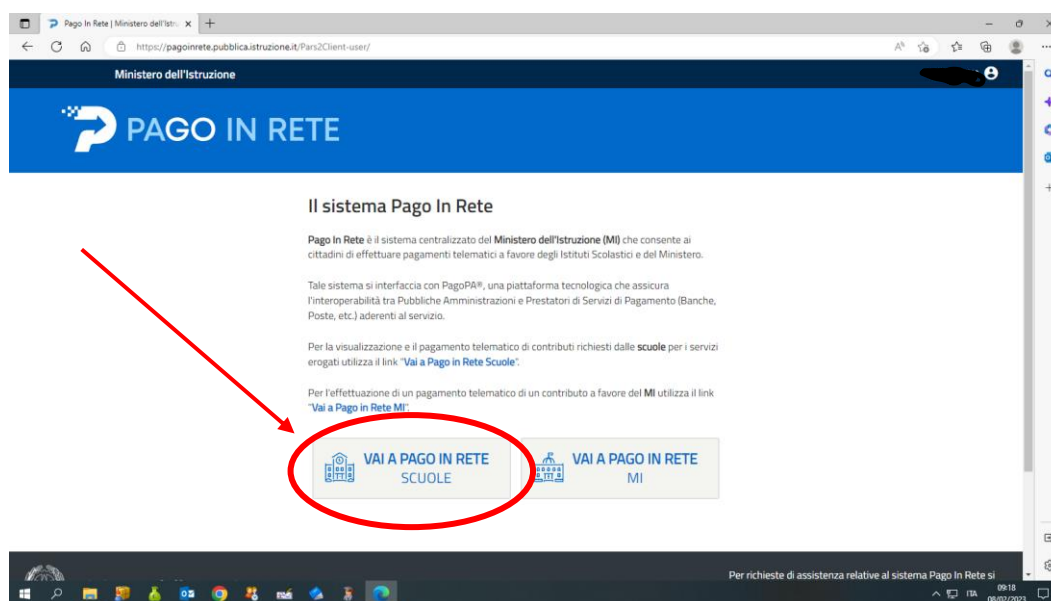 Pago In Rete | Ministero dell'Istru
https://pagoinrete.pubblica.istruzione.it/Pars2Client-user/
Ministero dell'Istruzione
PAGO IN RETE
Il sistema Pago In Rete
Pago In Rete è il sistema centralizzato del Ministero dell'Istruzione (MI) che consente ai
cittadini di effettuare pagamenti telematici a favore degli Istituti Scolastici e del Ministero.
Tale sistema si interfaccia con PagoPA®, una piattaforma tecnologica che assicura
l'interoperabilità tra Pubbliche Amministrazioni e Prestatori di Servizi di Pagamento (Banche,
Poste, etc.) aderenti al servizio.
Per la visualizzazione e il pagamento telematico di contributi richiesti dalle scuole per i servizi
erogati utilizza il link "Vai a Pago in Rete Scuole".
Per l'effettuazione di un pagamento telematico di un contributo a favore del MI utilizza il link
"Vai a Pago in Rete MI".
VAI A PAGO IN RETE
SCUOLE
VAI A PAGO IN RETE
MI
Per richieste di assistenza relative al sistema Pago In Rete si
ITA
09:18
08/02/2023